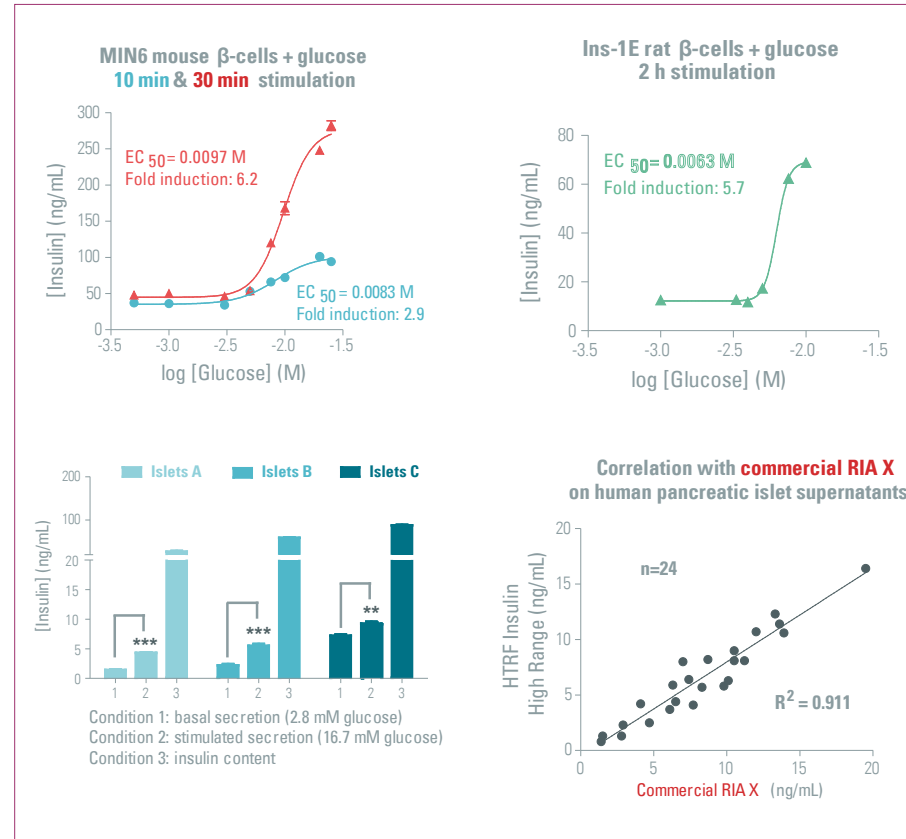 MIN6 mouse β-cells + glucose
10 min & 30 min stimulation
300
250
200
150
100
50
0
[Insulin] (ng/mL)
EC 50 = 0.0097 M
Fold induction: 6.2
EC 50 = 0.0083 M
Fold induction: 2.9
-3.5 -3.0 -2.5 -2.0 -1.5
log [Glucose] (M)
Ins-1E rat β-cells + glucose
2 h stimulation
80
60
40
20
0
[Insulin] (ng/mL)
EC 50 = 0.0063 M
Fold induction: 5.7
-3.5 -3.0 -2.5 -2.0 -1.5
log [Glucose] (M)
Islets A Islets B Islets C
200
100
20
15
10
5
0
[Insulin] (ng/mL)
*** *** **
1 2 3 1 2 3 1 2 3
Condition 1: basal secretion (2.8 mM glucose)
Condition 2: stimulated secretion (16.7 mM glucose)
Condition 3: insulin content
Correlation with commercial RIA X
on human pancreatic islet supernatants
20
15
10
5
0
HTRF Insulin
High Range (ng/mL)
n=24
R2 = 0.911
0 5 10 15 20
Commercial RIA X (ng/mL)